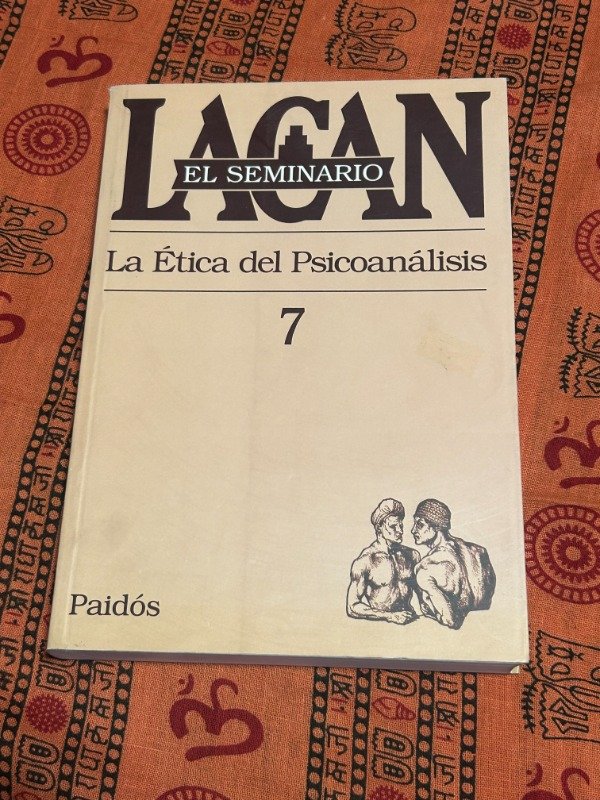 LACAN
EL SEMINARIO
La Ética del Psicoanálisis
7
Paidós